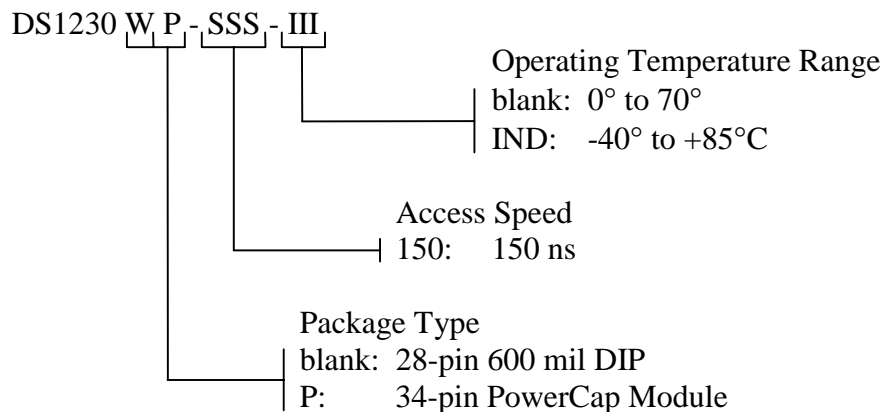 DS1230 W P - SSS - III
Operating Temperature Range
blank: 0° to 70°
IND: -40° to +85°C
Access Speed
150: 150 ns
Package Type
blank: 28-pin 600 mil DIP
P: 34-pin PowerCap Module